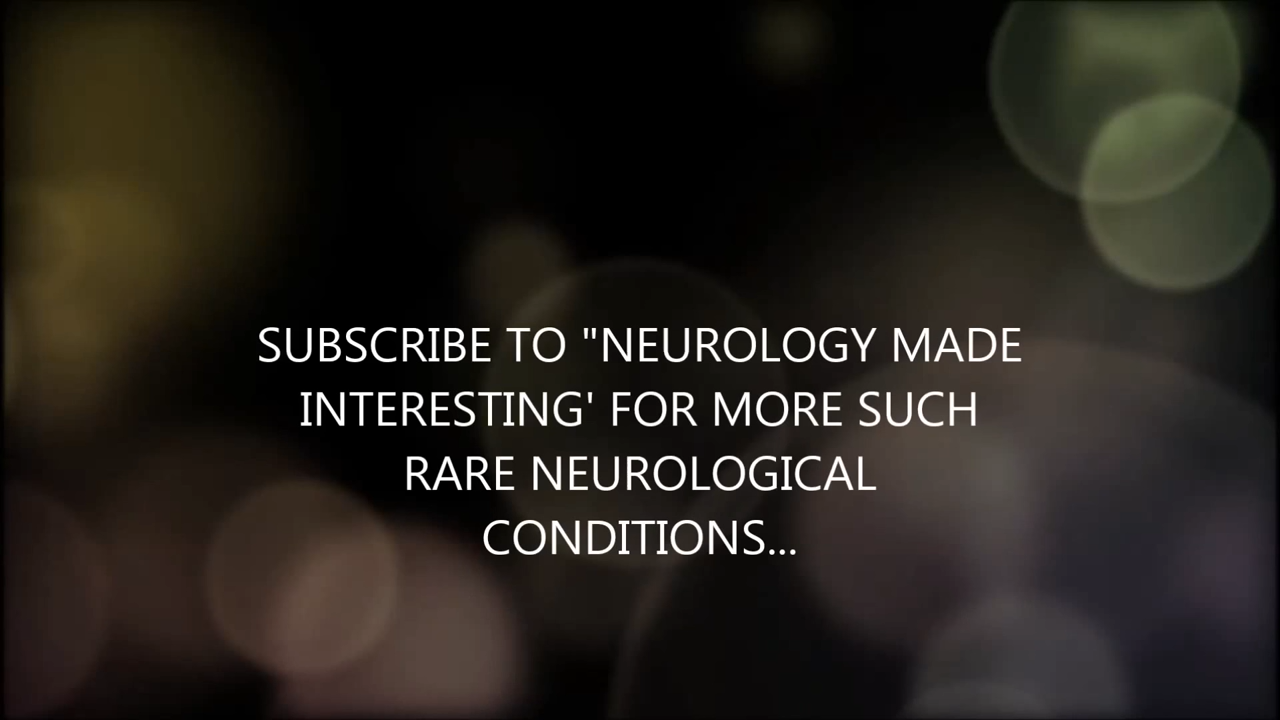 SUBSCRIBE TO "NEUROLOGY MADE
INTERESTING' FOR MORE SUCH
RARE NEUROLOGICAL
CONDITIONS...